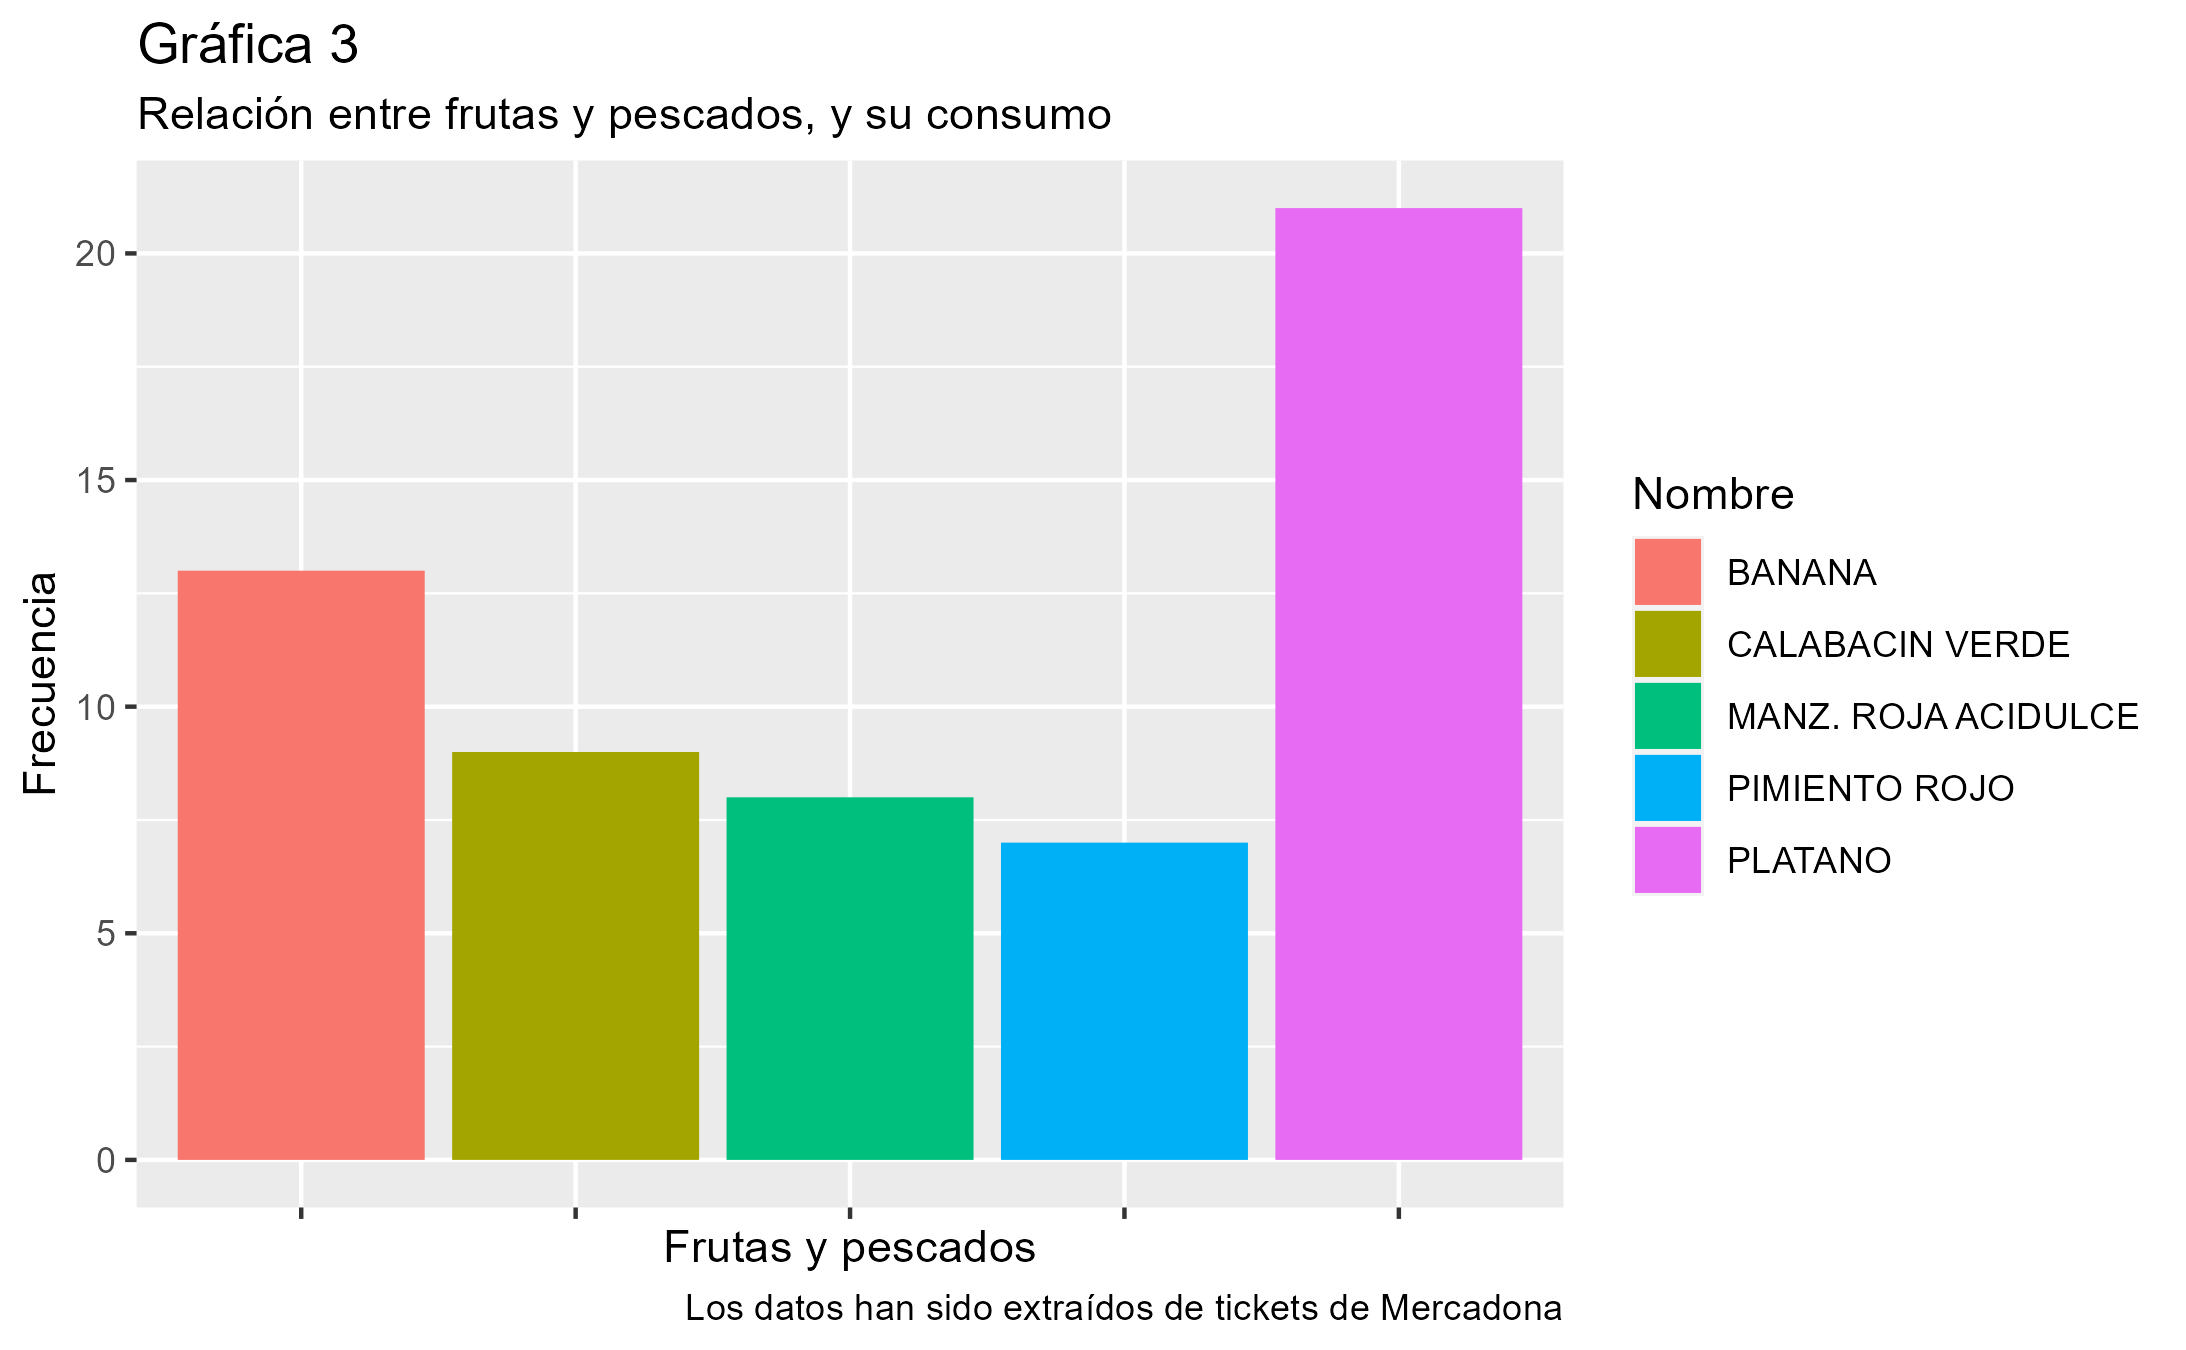 Gráfica 3
Relación entre frutas y pescados, y su consumo
Frecuencia
20
15
10
5
0
Frutas y pescados
Los datos han sido extraídos de tickets de Mercadona
Nombre
BANANA
CALABACIN VERDE
MANZ. ROJA ACIDULCE
PIMIENTO ROJO
PLATANO